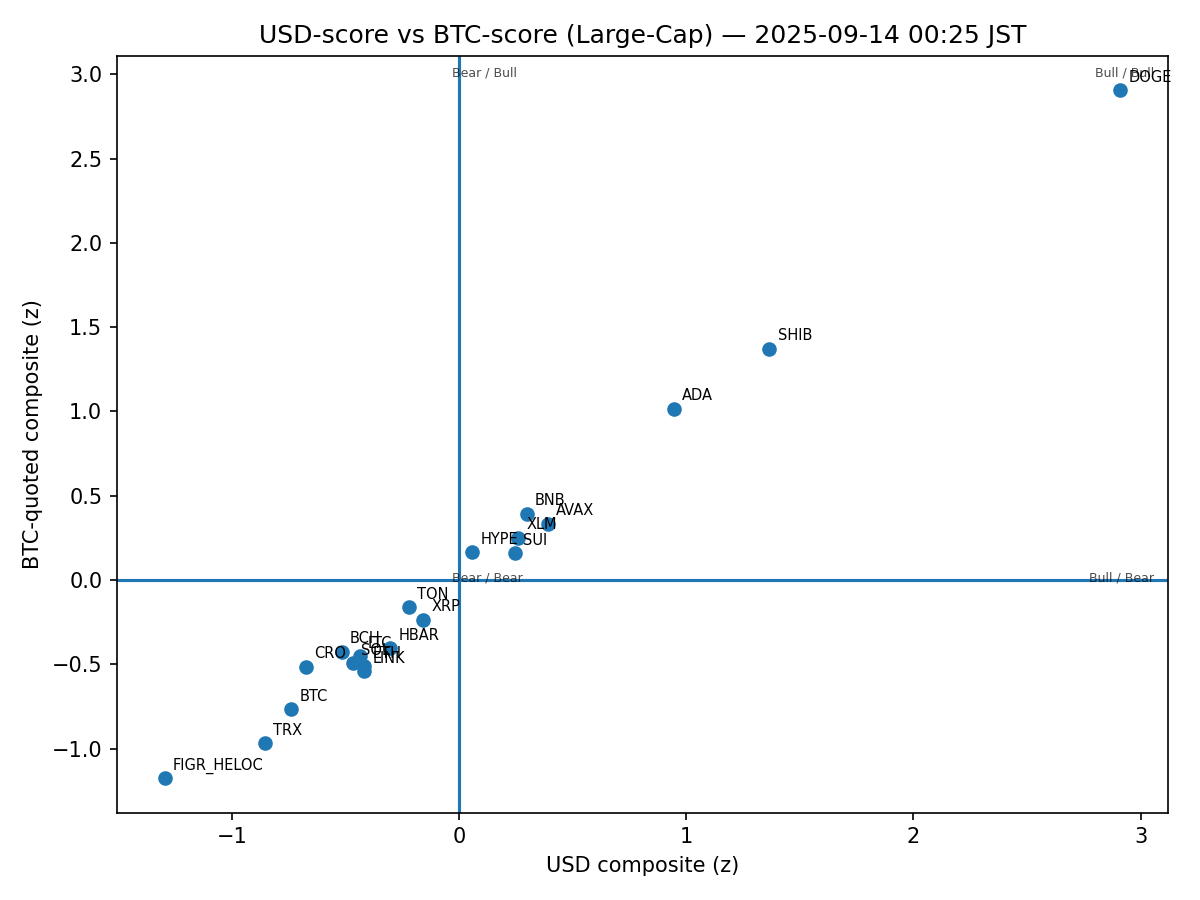 USD-score vs BTC-score (Large-Cap) — 2025-09-14 00:25 JST
BTC-quoted composite (z)
3.0
2.5
2.0
1.5
1.0
0.5
0.0
−0.5
−1.0
Bear / Bull
Bull / Bull
DOGE
SHIB
ADA
BNB
AVAX
XLM
HYPE
SUI
Bear / Bear
Bull / Bear
TON
XRP
HBAR
BCH
LTC
SOL
ETH
LINK
CRO
BTC
TRX
FIGR_HELOC
−1
0
1
2
3
USD composite (z)